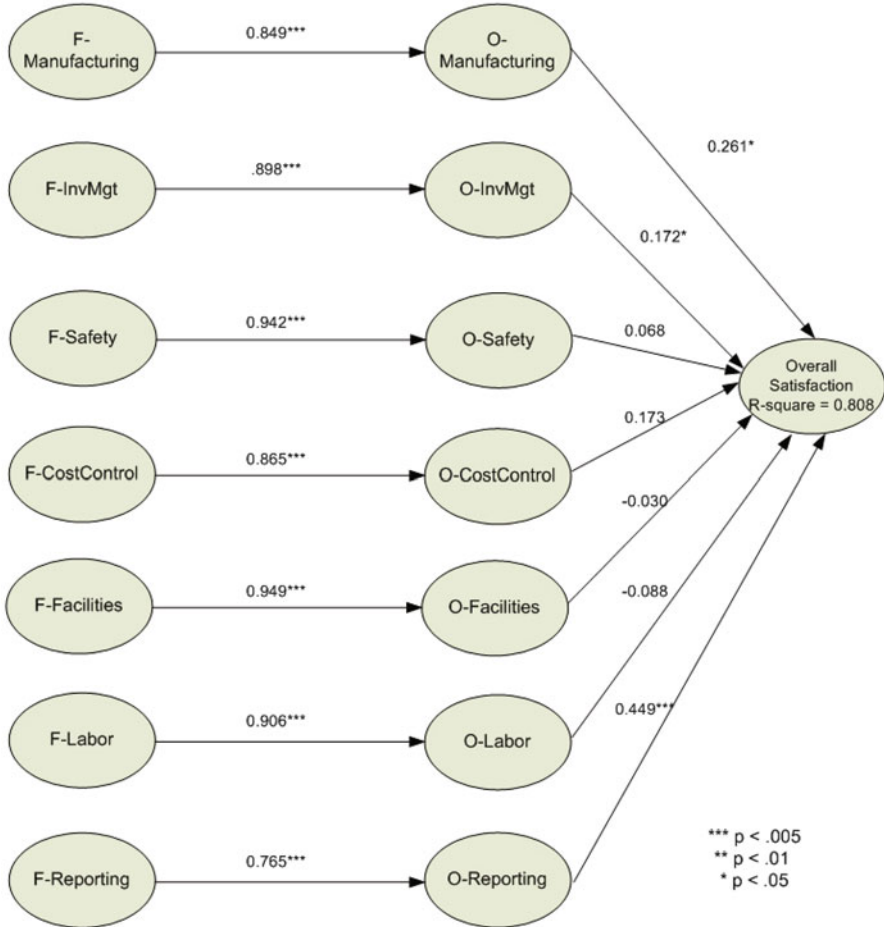 F-
Manufacturing
0.849***
O-
Manufacturing
0.261*
F-InvMgt
.898***
O-InvMgt
0.172*
F-Safety
0.942***
O-Safety
0.068
Overall
Satisfaction
R-square = 0.808
F-CostControl
0.865***
O-CostControl
0.173
F-Facilities
0.949***
O-Facilities
-0.030
F-Labor
0.906***
O-Labor
-0.088
F-Reporting
0.765***
O-Reporting
0.449***
*** p < .005
** p < .01
* p < .05